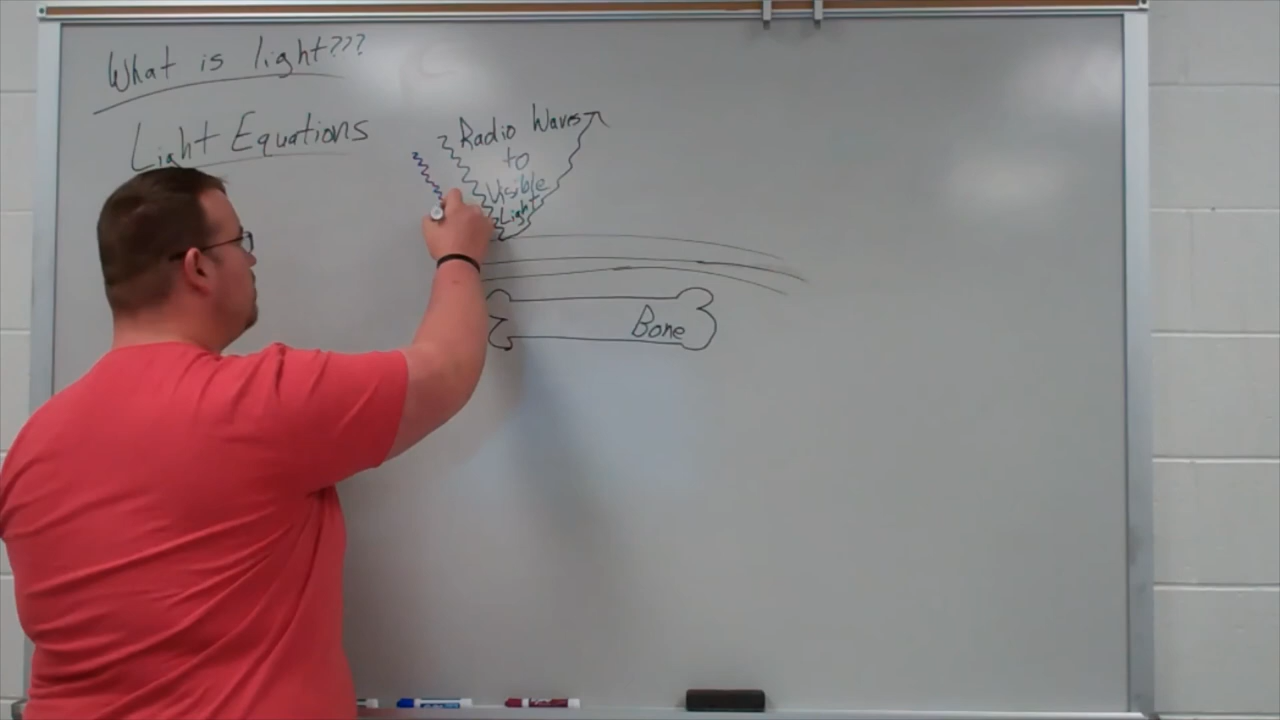 What is light???
Light Equations
Radio Waves
to
Visible
Light
Bone